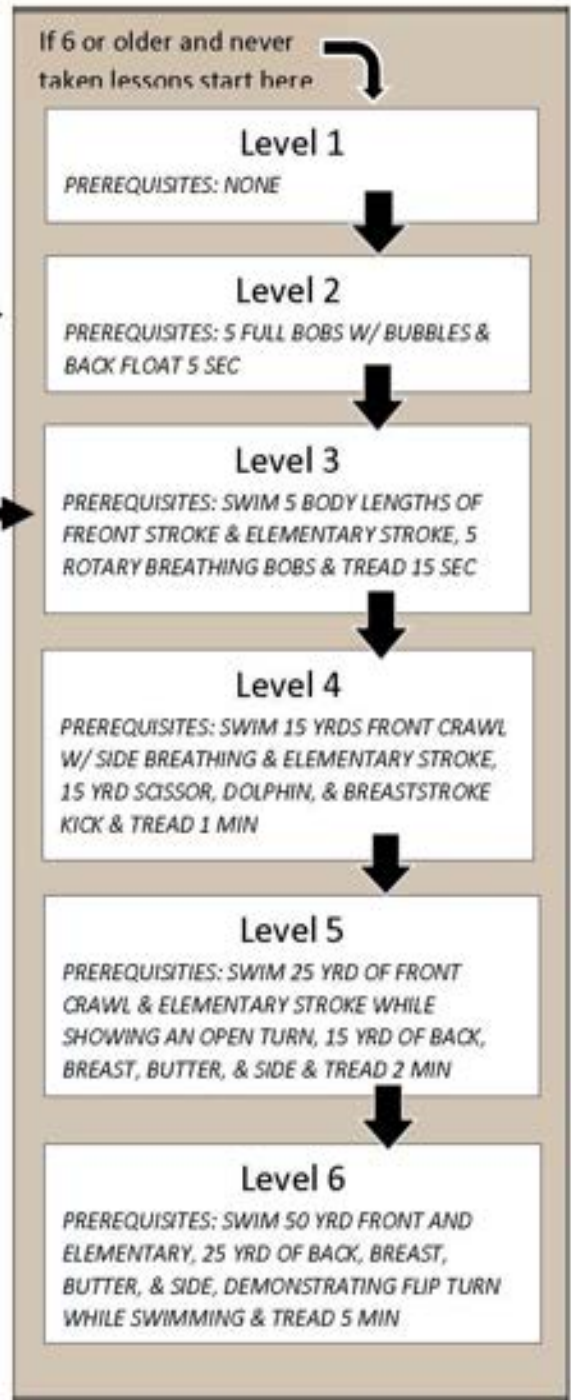 If 6 or older and never
taken lessons start here
Level 1
PREREQUISITES: NONE
Level 2
PREREQUISITES: 5 FULL BOBS W/ BUBBLES &
BACK FLOAT 5 SEC
Level 3
PREREQUISITES: SWIM 5 BODY LENGTHS OF
FREONT STROKE & ELEMENTARY STROKE, 5
ROTARY BREATHING BOBS & TREAD 15 SEC
Level 4
PREREQUISITES: SWIM 15 YRDS FRONT CRAWL
W/ SIDE BREATHING & ELEMENTARY STROKE,
15 YRD SCISSOR, DOLPHIN, & BREASTSTROKE
KICK & TREAD 1 MIN
Level 5
PREREQUISITIES: SWIM 25 YRD OF FRONT
CRAWL & ELEMENTARY STROKE WHILE
SHOWING AN OPEN TURN, 15 YRD OF BACK,
BREAST, BUTTER, & SIDE & TREAD 2 MIN
Level 6
PREREQUISITES: SWIM 50 YRD FRONT AND
ELEMENTARY, 25 YRD OF BACK, BREAST,
BUTTER, & SIDE, DEMONSTRATING FLIP TURN
WHILE SWIMMING & TREAD 5 MIN